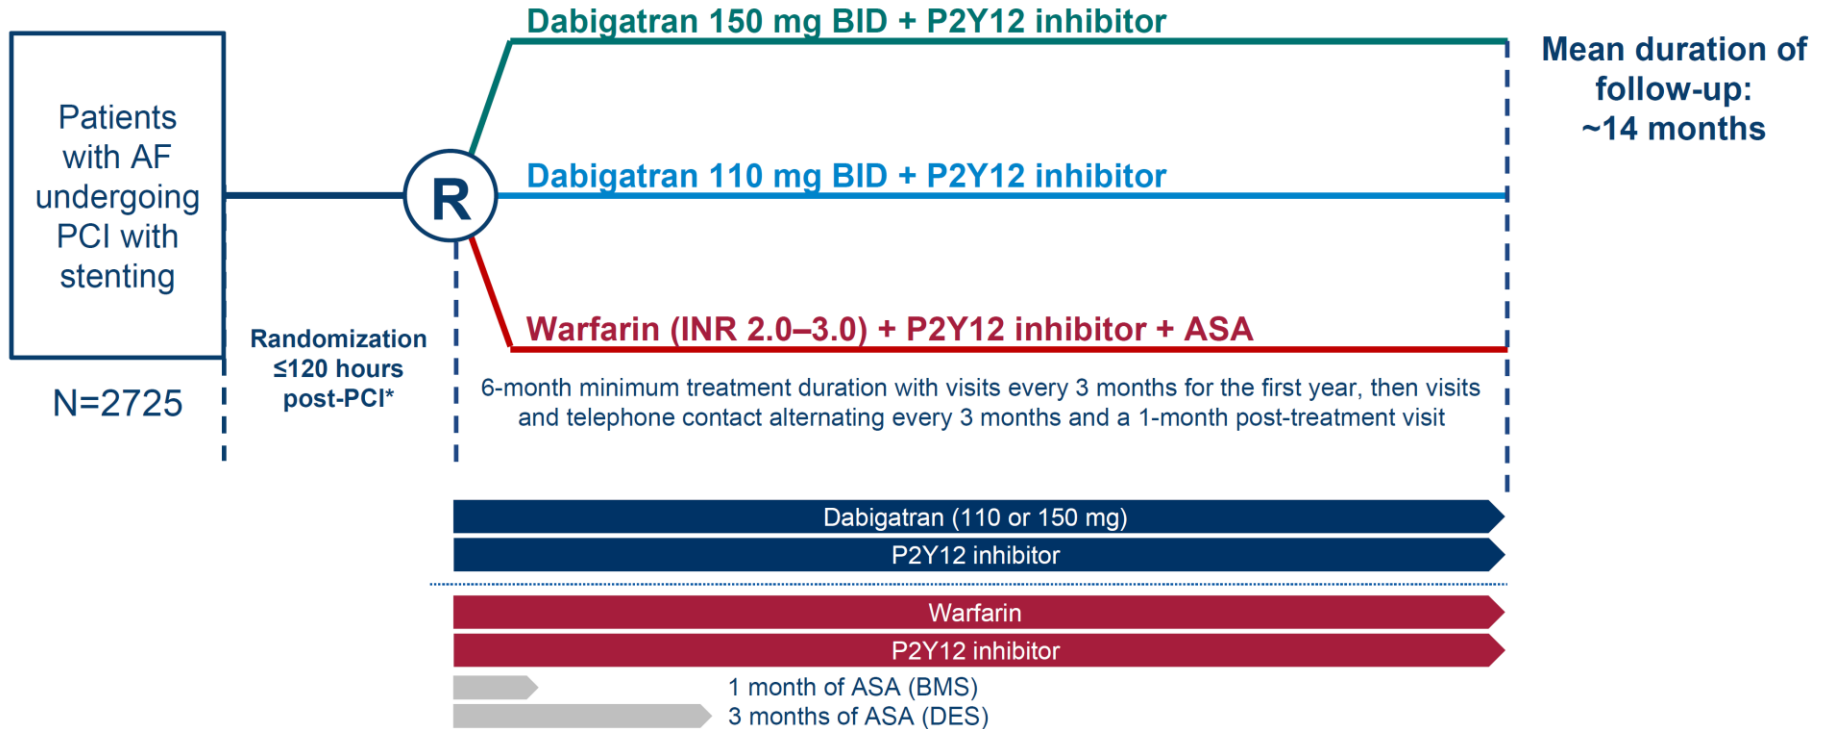 Dabigatran 150 mg BID + P2Y12 inhibitor
Mean duration of
follow-up:
~14 months
Patients
with AF
undergoing
PCI with
stenting
N=2725
R
Dabigatran 110 mg BID + P2Y12 inhibitor
Randomization
≤120 hours
post-PCI*
Warfarin (INR 2.0–3.0) + P2Y12 inhibitor + ASA
6-month minimum treatment duration with visits every 3 months for the first year, then visits
and telephone contact alternating every 3 months and a 1-month post-treatment visit
Dabigatran (110 or 150 mg)
P2Y12 inhibitor
Warfarin
P2Y12 inhibitor
1 month of ASA (BMS)
3 months of ASA (DES)